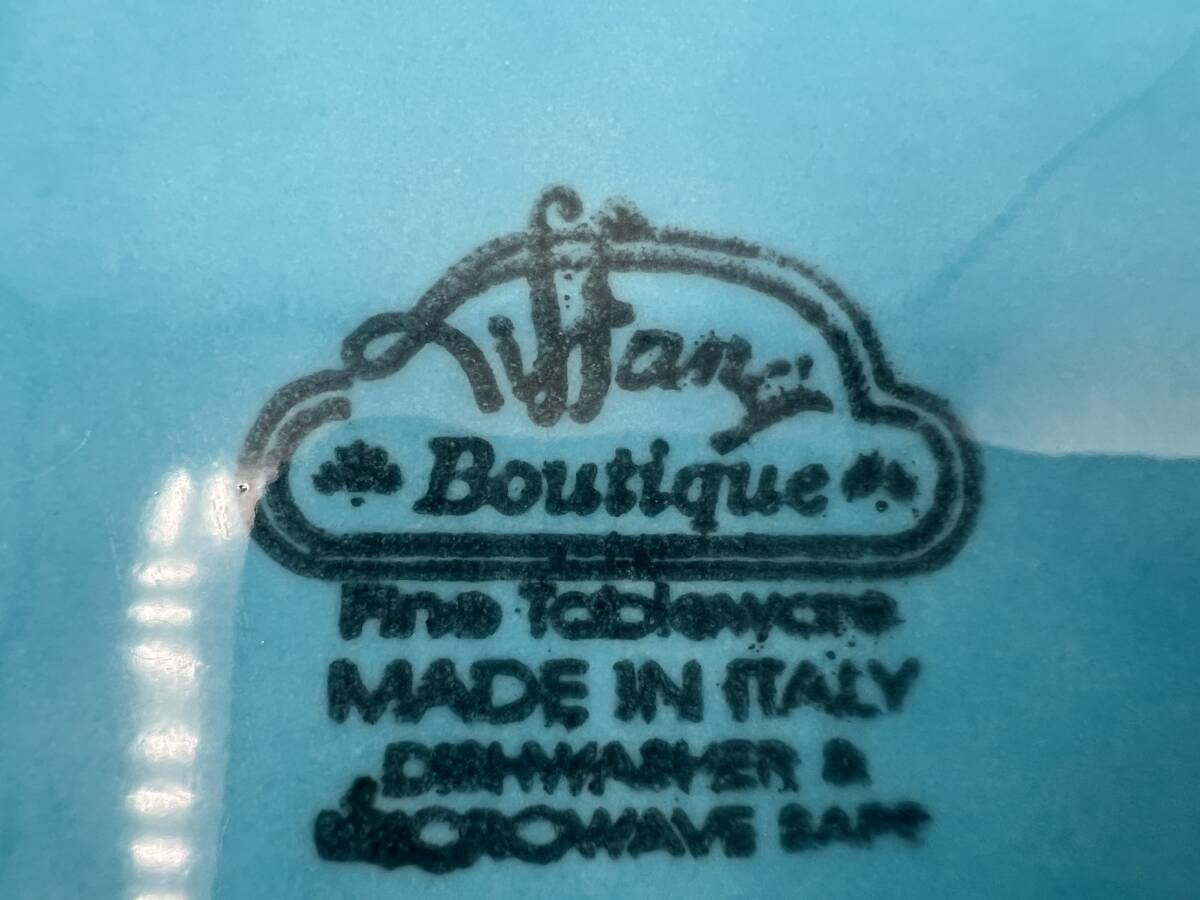 Tiffany
Boutique
Fine Tableware
MADE IN ITALY
DISHWASHER &
MICROWAVE SAFE